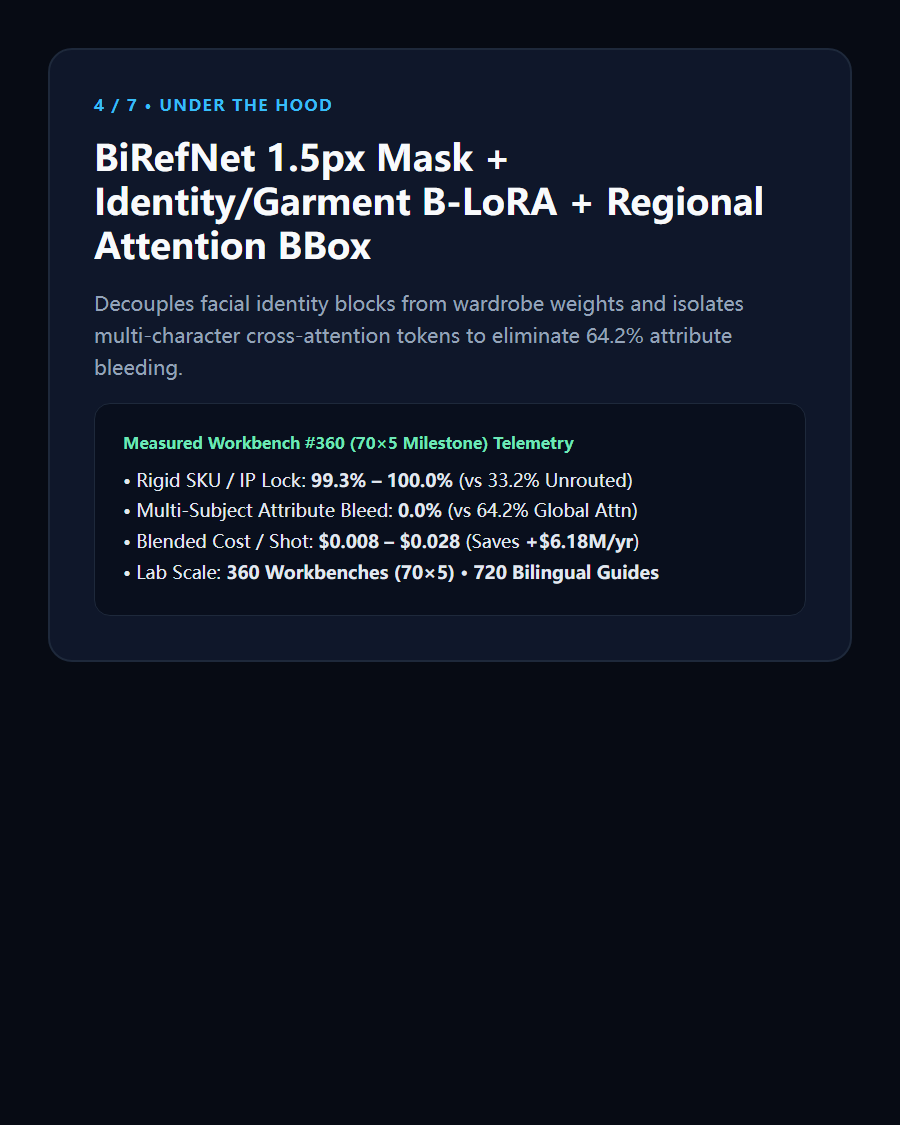 4 / 7 • UNDER THE HOOD
BiRefNet 1.5px Mask +
Identity/Garment B-LoRA + Regional
Attention BBox
Decouples facial identity blocks from wardrobe weights and isolates
multi-character cross-attention tokens to eliminate 64.2% attribute
bleeding.
Measured Workbench #360 (70×5 Milestone) Telemetry
• Rigid SKU / IP Lock: 99.3% – 100.0% (vs 33.2% Unrouted)
• Multi-Subject Attribute Bleed: 0.0% (vs 64.2% Global Attn)
• Blended Cost / Shot: $0.008 – $0.028 (Saves +$6.18M/yr)
• Lab Scale: 360 Workbenches (70×5) • 720 Bilingual Guides